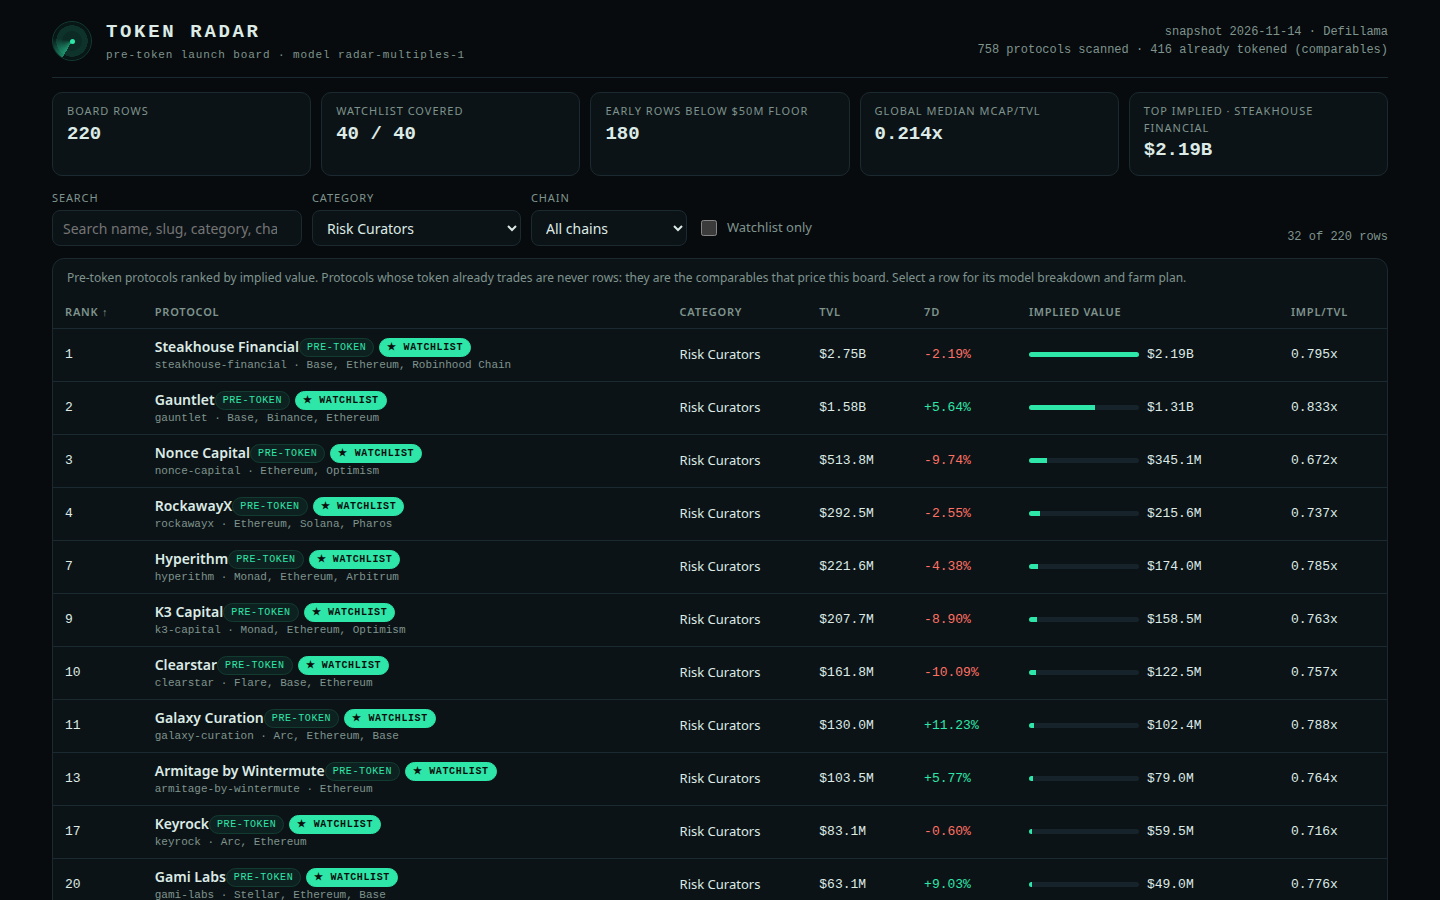 TOKEN RADAR
pre-token launch board · model radar-multiples-1
snapshot 2026-11-14 · DefiLlama
758 protocols scanned · 416 already tokened (comparables)
BOARD ROWS
220
WATCHLIST COVERED
40 / 40
EARLY ROWS BELOW $50M FLOOR
180
GLOBAL MEDIAN MCAP/TVL
0.214x
TOP IMPLIED · STEAKHOUSE
FINANCIAL
$2.19B
SEARCH
Search name, slug, category, cha
CATEGORY
Risk Curators
CHAIN
All chains
Watchlist only
32 of 220 rows
Pre-token protocols ranked by implied value. Protocols whose token already trades are never rows: they are the comparables that price this board. Select a row for its model breakdown and farm plan.
RANK ↑ PROTOCOL CATEGORY TVL 7D IMPLIED VALUE IMPL/TVL
1 Steakhouse Financial PRE-TOKEN ★ WATCHLIST Risk Curators $2.75B -2.19% $2.19B 0.795x
steakhouse-financial · Base, Ethereum, Robinhood Chain
2 Gauntlet PRE-TOKEN ★ WATCHLIST Risk Curators $1.58B +5.64% $1.31B 0.833x
gauntlet · Base, Binance, Ethereum
3 Nonce Capital PRE-TOKEN ★ WATCHLIST Risk Curators $513.8M -9.74% $345.1M 0.672x
nonce-capital · Ethereum, Optimism
4 RockawayX PRE-TOKEN ★ WATCHLIST Risk Curators $292.5M -2.55% $215.6M 0.737x
rockawayx · Ethereum, Solana, Pharos
7 Hyperithm PRE-TOKEN ★ WATCHLIST Risk Curators $221.6M -4.38% $174.0M 0.785x
hyperithm · Monad, Ethereum, Arbitrum
9 K3 Capital PRE-TOKEN ★ WATCHLIST Risk Curators $207.7M -8.90% $158.5M 0.763x
k3-capital · Monad, Ethereum, Optimism
10 Clearstar PRE-TOKEN ★ WATCHLIST Risk Curators $161.8M -10.09% $122.5M 0.757x
clearstar · Flare, Base, Ethereum
11 Galaxy Curation PRE-TOKEN ★ WATCHLIST Risk Curators $130.0M +11.23% $102.4M 0.788x
galaxy-curation · Arc, Ethereum, Base
13 Armitage by Wintermute PRE-TOKEN ★ WATCHLIST Risk Curators $103.5M +5.77% $79.0M 0.764x
armitage-by-wintermute · Ethereum
17 Keyrock PRE-TOKEN ★ WATCHLIST Risk Curators $83.1M -0.60% $59.5M 0.716x
keyrock · Arc, Ethereum
20 Gami Labs PRE-TOKEN ★ WATCHLIST Risk Curators $63.1M +9.03% $49.0M 0.776x
gami-labs · Stellar, Ethereum, Base